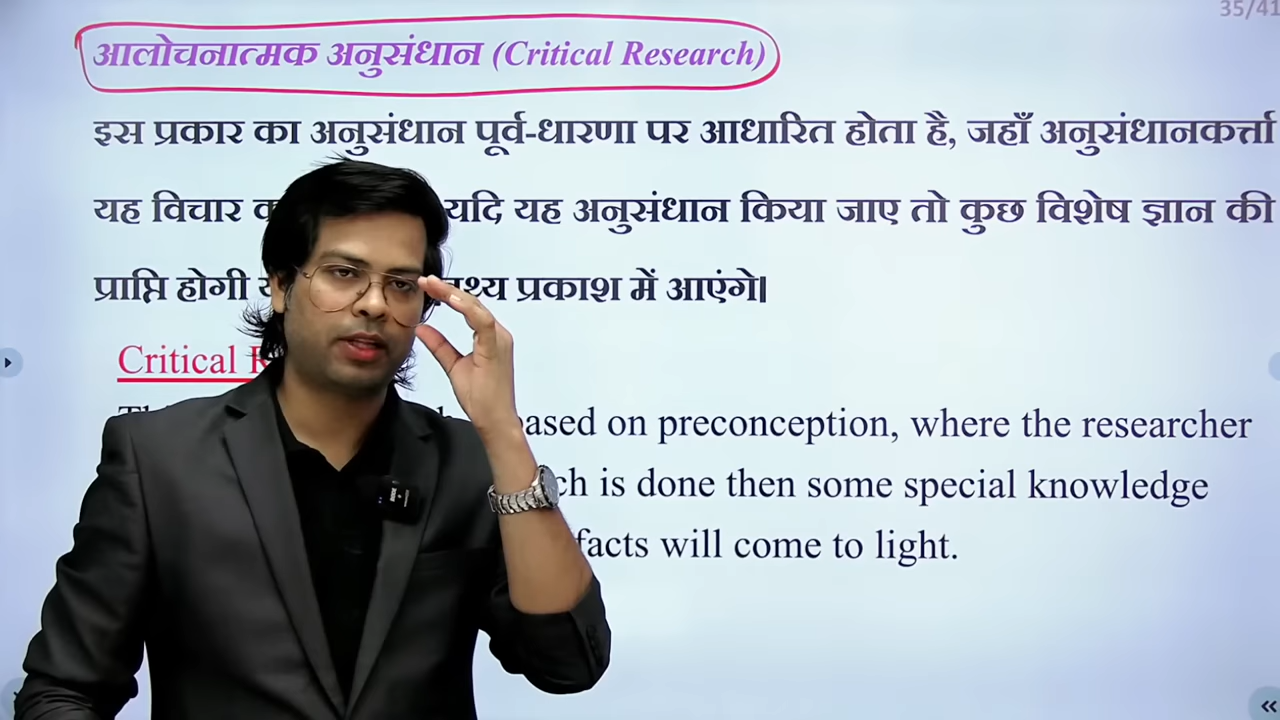 35/41
आलोचनात्मक अनुसंधान (Critical Research)
इस प्रकार का अनुसंधान पूर्व-धारणा पर आधारित होता है, जहाँ अनुसंधानकर्त्ता
यह विचार यदि यह अनुसंधान किया जाए तो कुछ विशेष ज्ञान की
प्राप्ति होगी प्रकाश में आएंगे।
Critical
on preconception, where the researcher
is done then some special knowledge
facts will come to light.